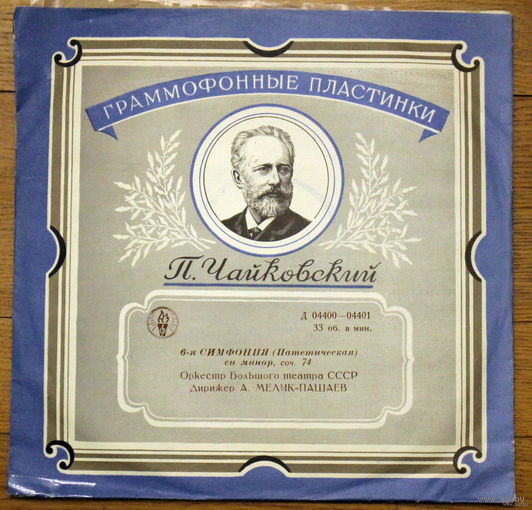 ГРАММОФОННЫЕ ПЛАСТИНКИ
П. Чайковский
Д 04400—04401
33 об. в мин.
6-я СИМФОНИЯ (Патетическая)
си минор, соч. 74
Оркестр Большого театра СССР
Дирижёр А. МЕЛИК-ПАШАЕВ